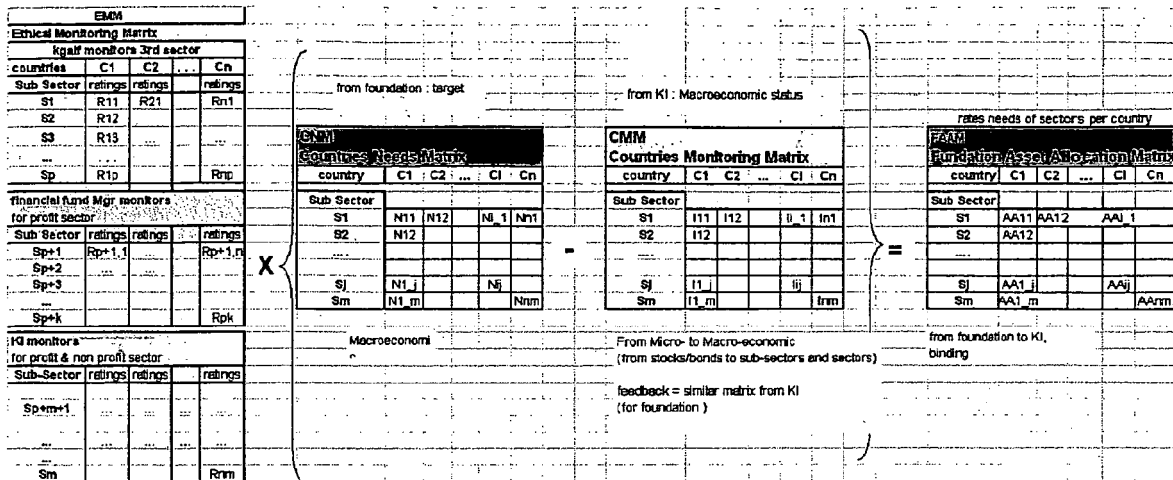 EMM
Ethical Monitoring Matrix
kgalf monitors 3rd sector
countries C1 C2 ... Cn
Sub Sector ratings ratings ratings
S1 R11 R21 Rn1
S2 R12
S3 R13 ... ...
... ...
Sp R1p Rnp
financial fund Mgr monitors
for profit sector
Sub Sector ratings ratings ratings
Sp+1 Rp+1,1 Rp+1,n
Sp+2 ... ...
Sp+3
...
Sp+k Rpk
KI monitors
for profit & non profit sector
Sub-Sector ratings ratings ratings
Sp+m+1 ... ... ... ...
... ... ... ... ...
...
Sm Rnm
X
from foundation : target
CNM
Countries Needs Matrix
country C1 C2 ... CI Cn
Sub Sector
S1 N11 N12 Ni_1 Nn1
S2 N12
....
Sj N1_j Nij
Sm N1_m Nnm
Macroeconomi
-
from KI : Macroeconomic status
CMM
Countries Monitoring Matrix
country C1 C2 ... CI Cn
Sub Sector
S1 I11 I12 Ii_1 In1
S2 I12
....
Sj I1_j Iij
Sm I1_m Inm
From Micro- to Macro-economic
(from stocks/bonds to sub-sectors and sectors)
feedback = similar matrix from KI
(for foundation )
=
rates needs of sectors per country
FAAM
Fundation Asset Allocation Matrix
country C1 C2 ... CI Cn
Sub Sector
S1 AA11 AA12 AAi_1
S2 AA12
....
Sj AA1_j AAij
Sm AA1_m AAnm
from foundation to KI,
binding